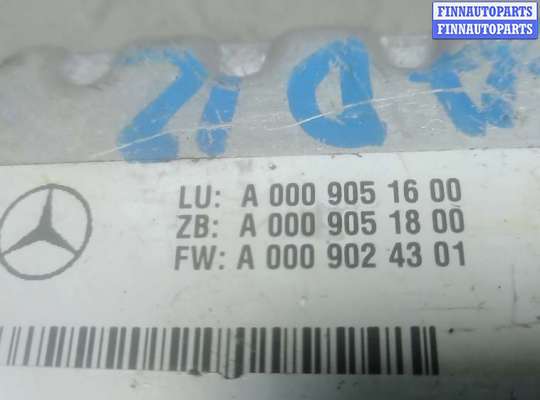 FINNAUTOPARTS
FINNAUTOPARTS
LU: A 000 905 16 00
ZB: A 000 905 18 00
FW: A 000 902 43 01